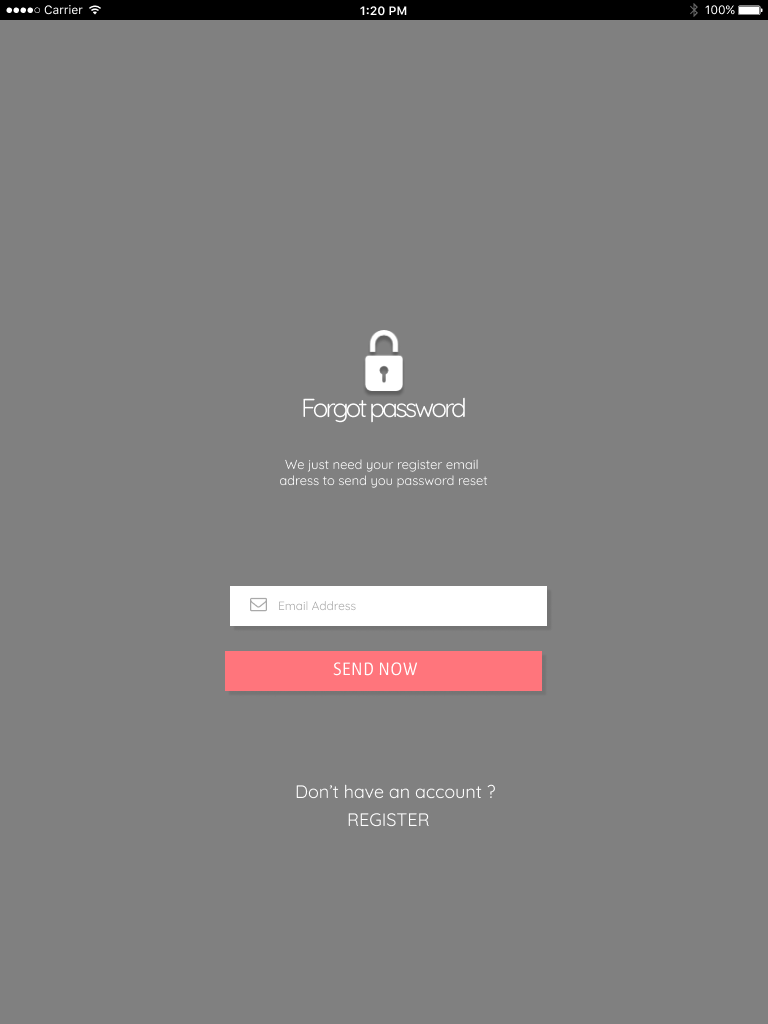 Carrier 1:20 PM 100%
Forgot password
We just need your register email
adress to send you password reset
Email Address
SEND NOW
Don't have an account ?
REGISTER